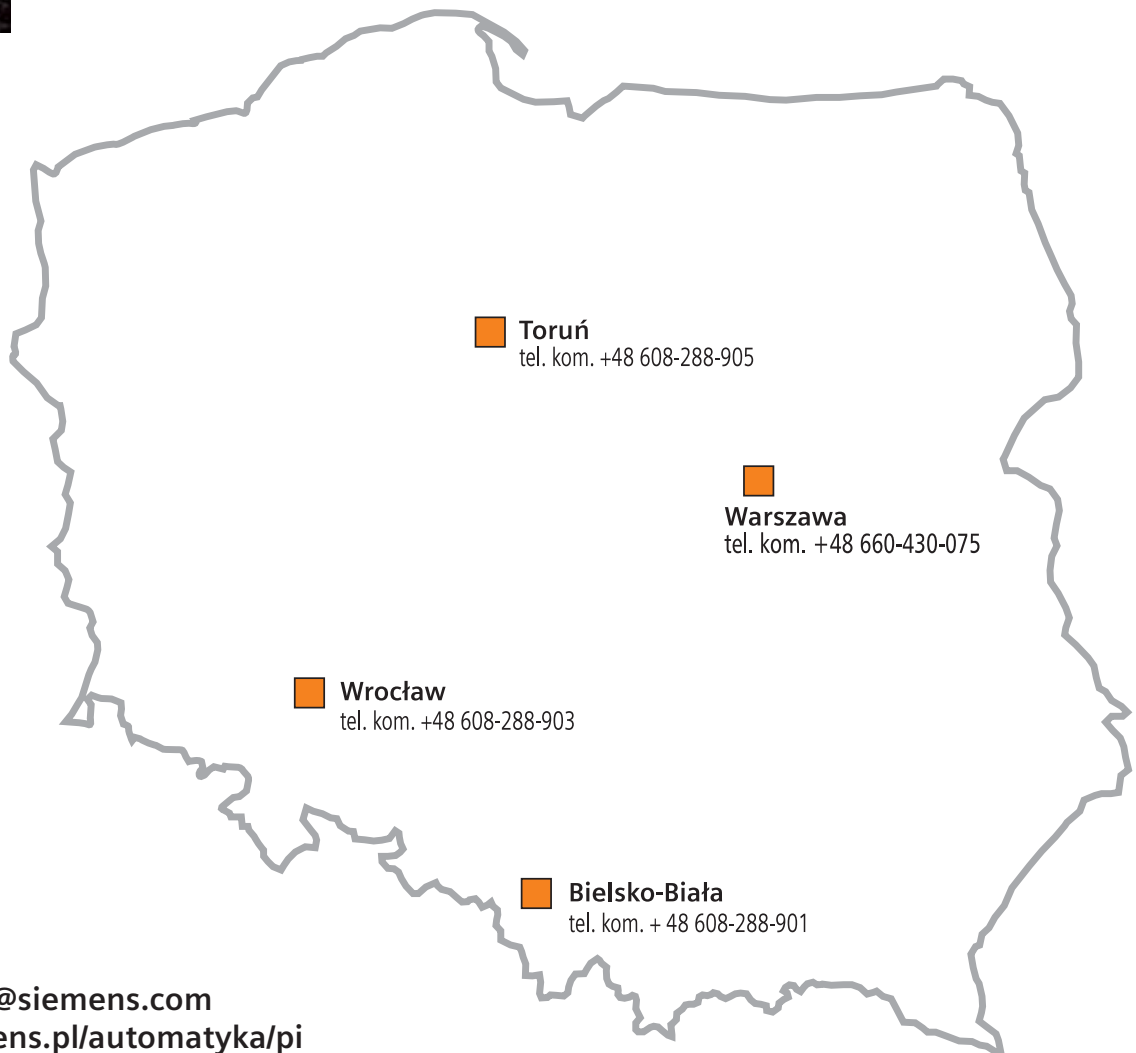 Toruń
tel. kom. +48 608-288-905
Warszawa
tel. kom. +48 660-430-075
Wrocław
tel. kom. +48 608-288-903
Bielsko-Biała
tel. kom. + 48 608-288-901
@siemens.com
ens.pl/automatyka/pi